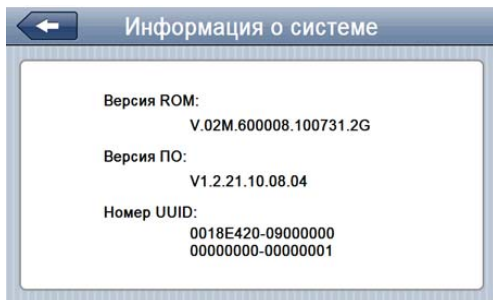 Информация о системе
Версия ROM:
V.02M.600008.100731.2G
Версия ПО:
V1.2.21.10.08.04
Номер UUID:
0018E420-09000000
00000000-00000001